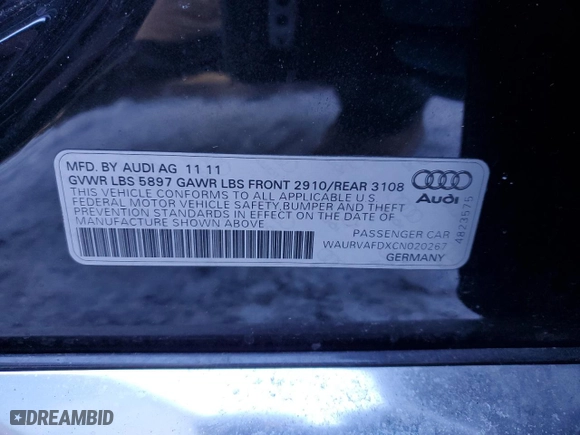 MFD. BY AUDI AG 11 11
GVWR LBS 5897 GAWR LBS FRONT 2910/REAR 3108
THIS VEHICLE CONFORMS TO ALL APPLICABLE U.S.
FEDERAL MOTOR VEHICLE SAFETY,BUMPER AND THEFT
PREVENTION STANDARDS IN EFFECT ON THE DATE OF
MANUFACTURE SHOWN ABOVE
Audi
4823575
PASSENGER CAR
WAURVAFDXCN020267
GERMANY
DREAMBID